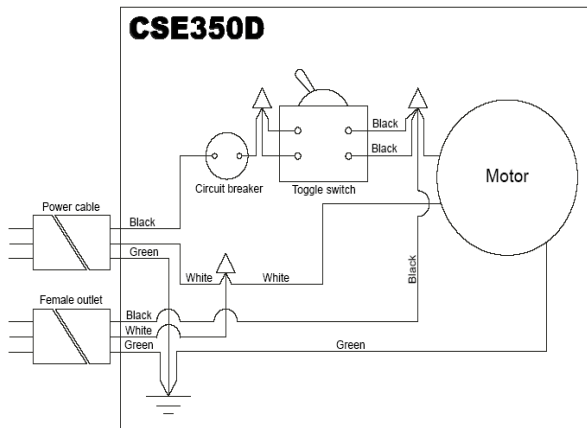 CSE350D
Black
Black
Circuit breaker
Toggle switch
Motor
Power cable
Black
Green
White
White
Black
Female outlet
Black
White
Green
Green